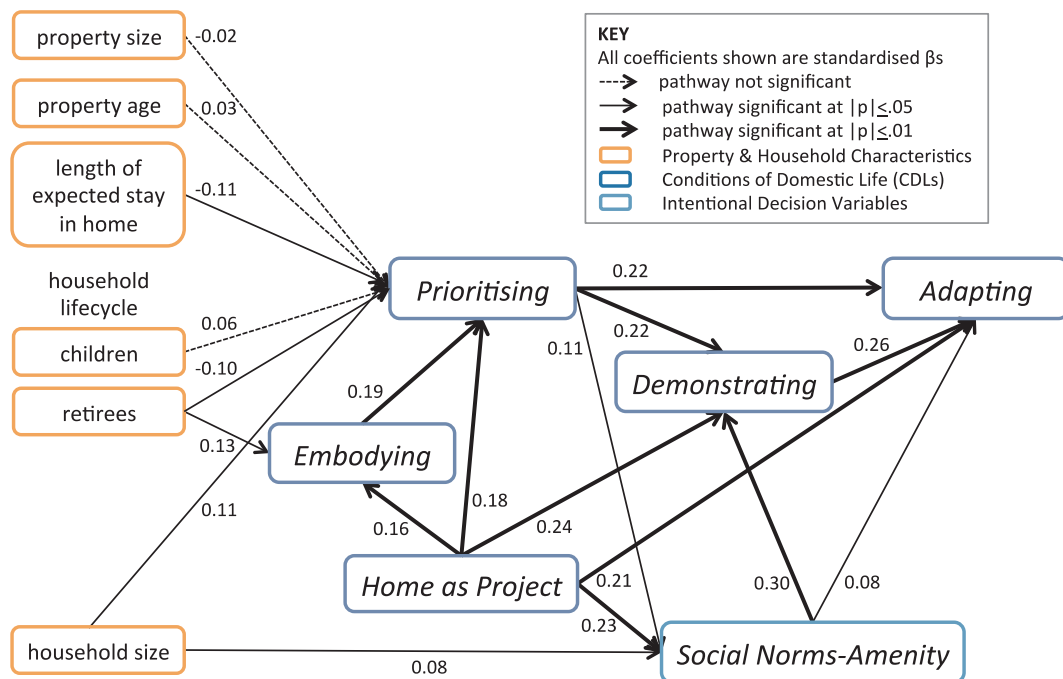 property size
-0.02
property age
0.03
length of
expected stay
in home
-0.11
household
lifecycle
children
0.06
retirees
-0.10
0.13
0.11
household size
0.08
KEY
All coefficients shown are standardised βs
pathway not significant
pathway significant at |p|≤.05
pathway significant at |p|≤.01
Property & Household Characteristics
Conditions of Domestic Life (CDLs)
Intentional Decision Variables
Prioritising
0.22
Adapting
0.22
0.11
0.26
Demonstrating
0.19
Embodying
0.18
0.16
0.24
Home as Project
0.21
0.23
0.30
0.08
Social Norms-Amenity